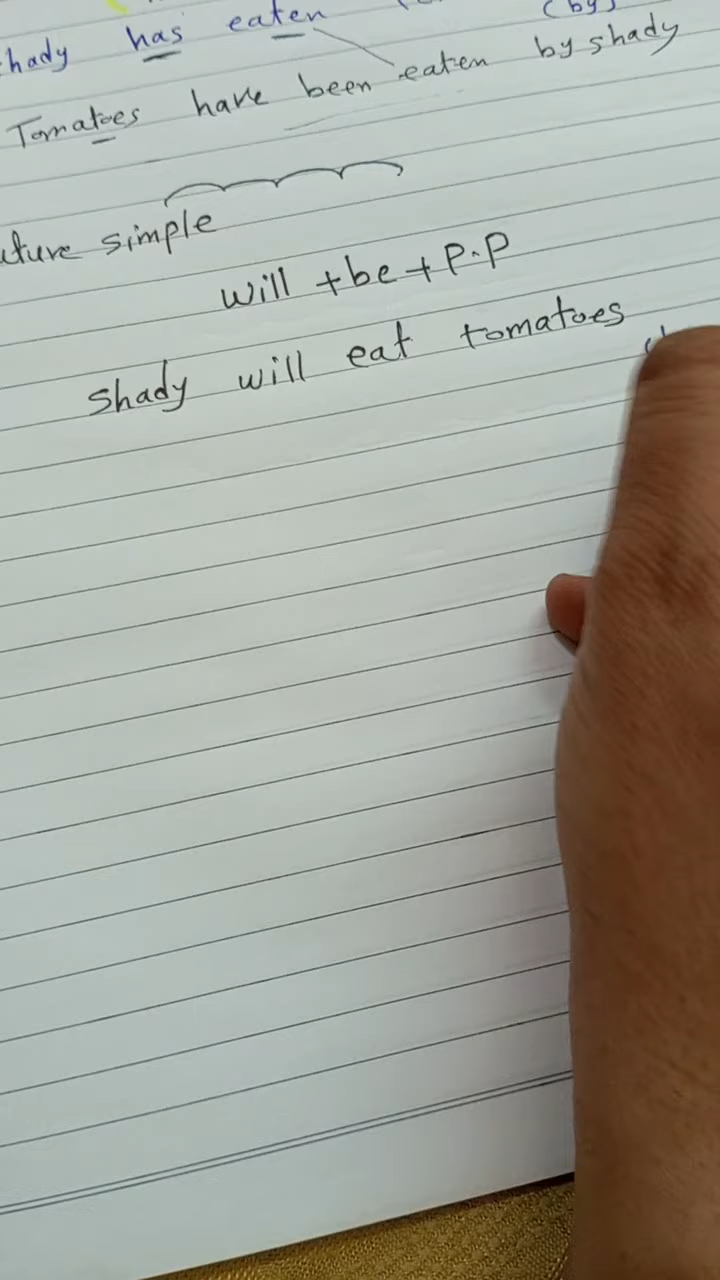 hady has eaten (by)
Tomatoes have been eaten by shady
uture simple
will + be + P.P
Shady will eat tomatoes